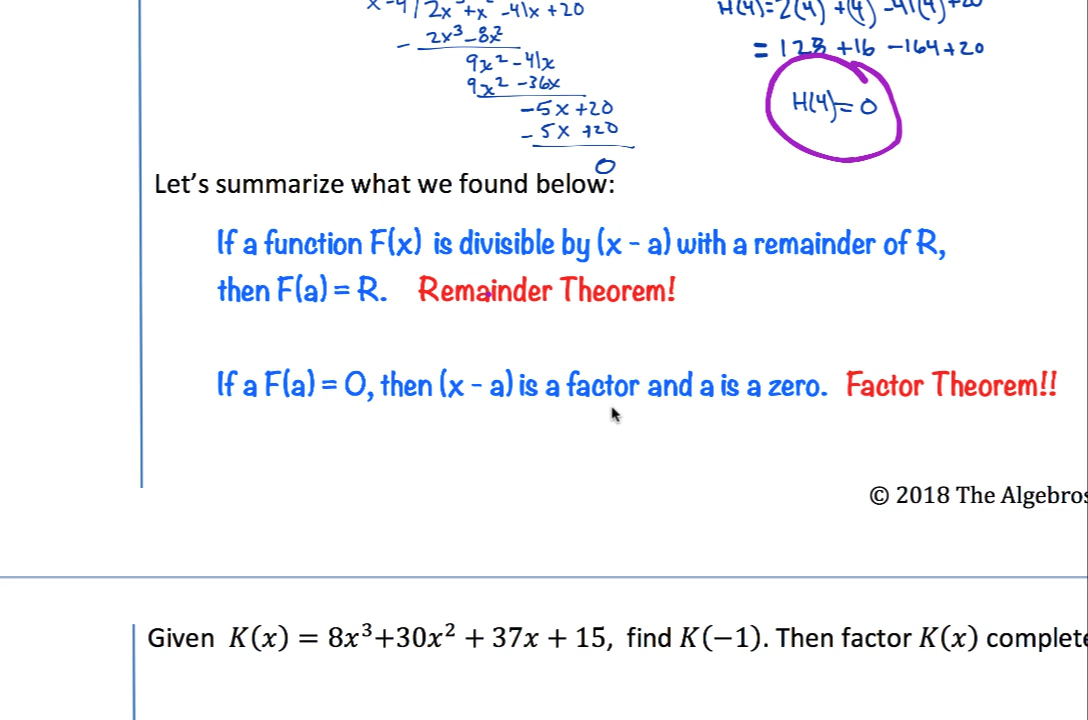 x-4 / 2x³ +x² -41x +20 H(4)=2(4) +(4) -41(4)+20
- 2x³-8x² = 128 +16 -164+20
9x² -41x
9x² -36x H(4)= 0
-5x +20
- 5x +20
0
Let’s summarize what we found below:
If a function F(x) is divisible by (x - a) with a remainder of R,
then F(a) = R. Remainder Theorem!
If a F(a) = 0, then (x - a) is a factor and a is a zero. Factor Theorem!!
© 2018 The Algebros
Given K(x) = 8x³+30x² + 37x + 15, find K(−1). Then factor K(x) complete